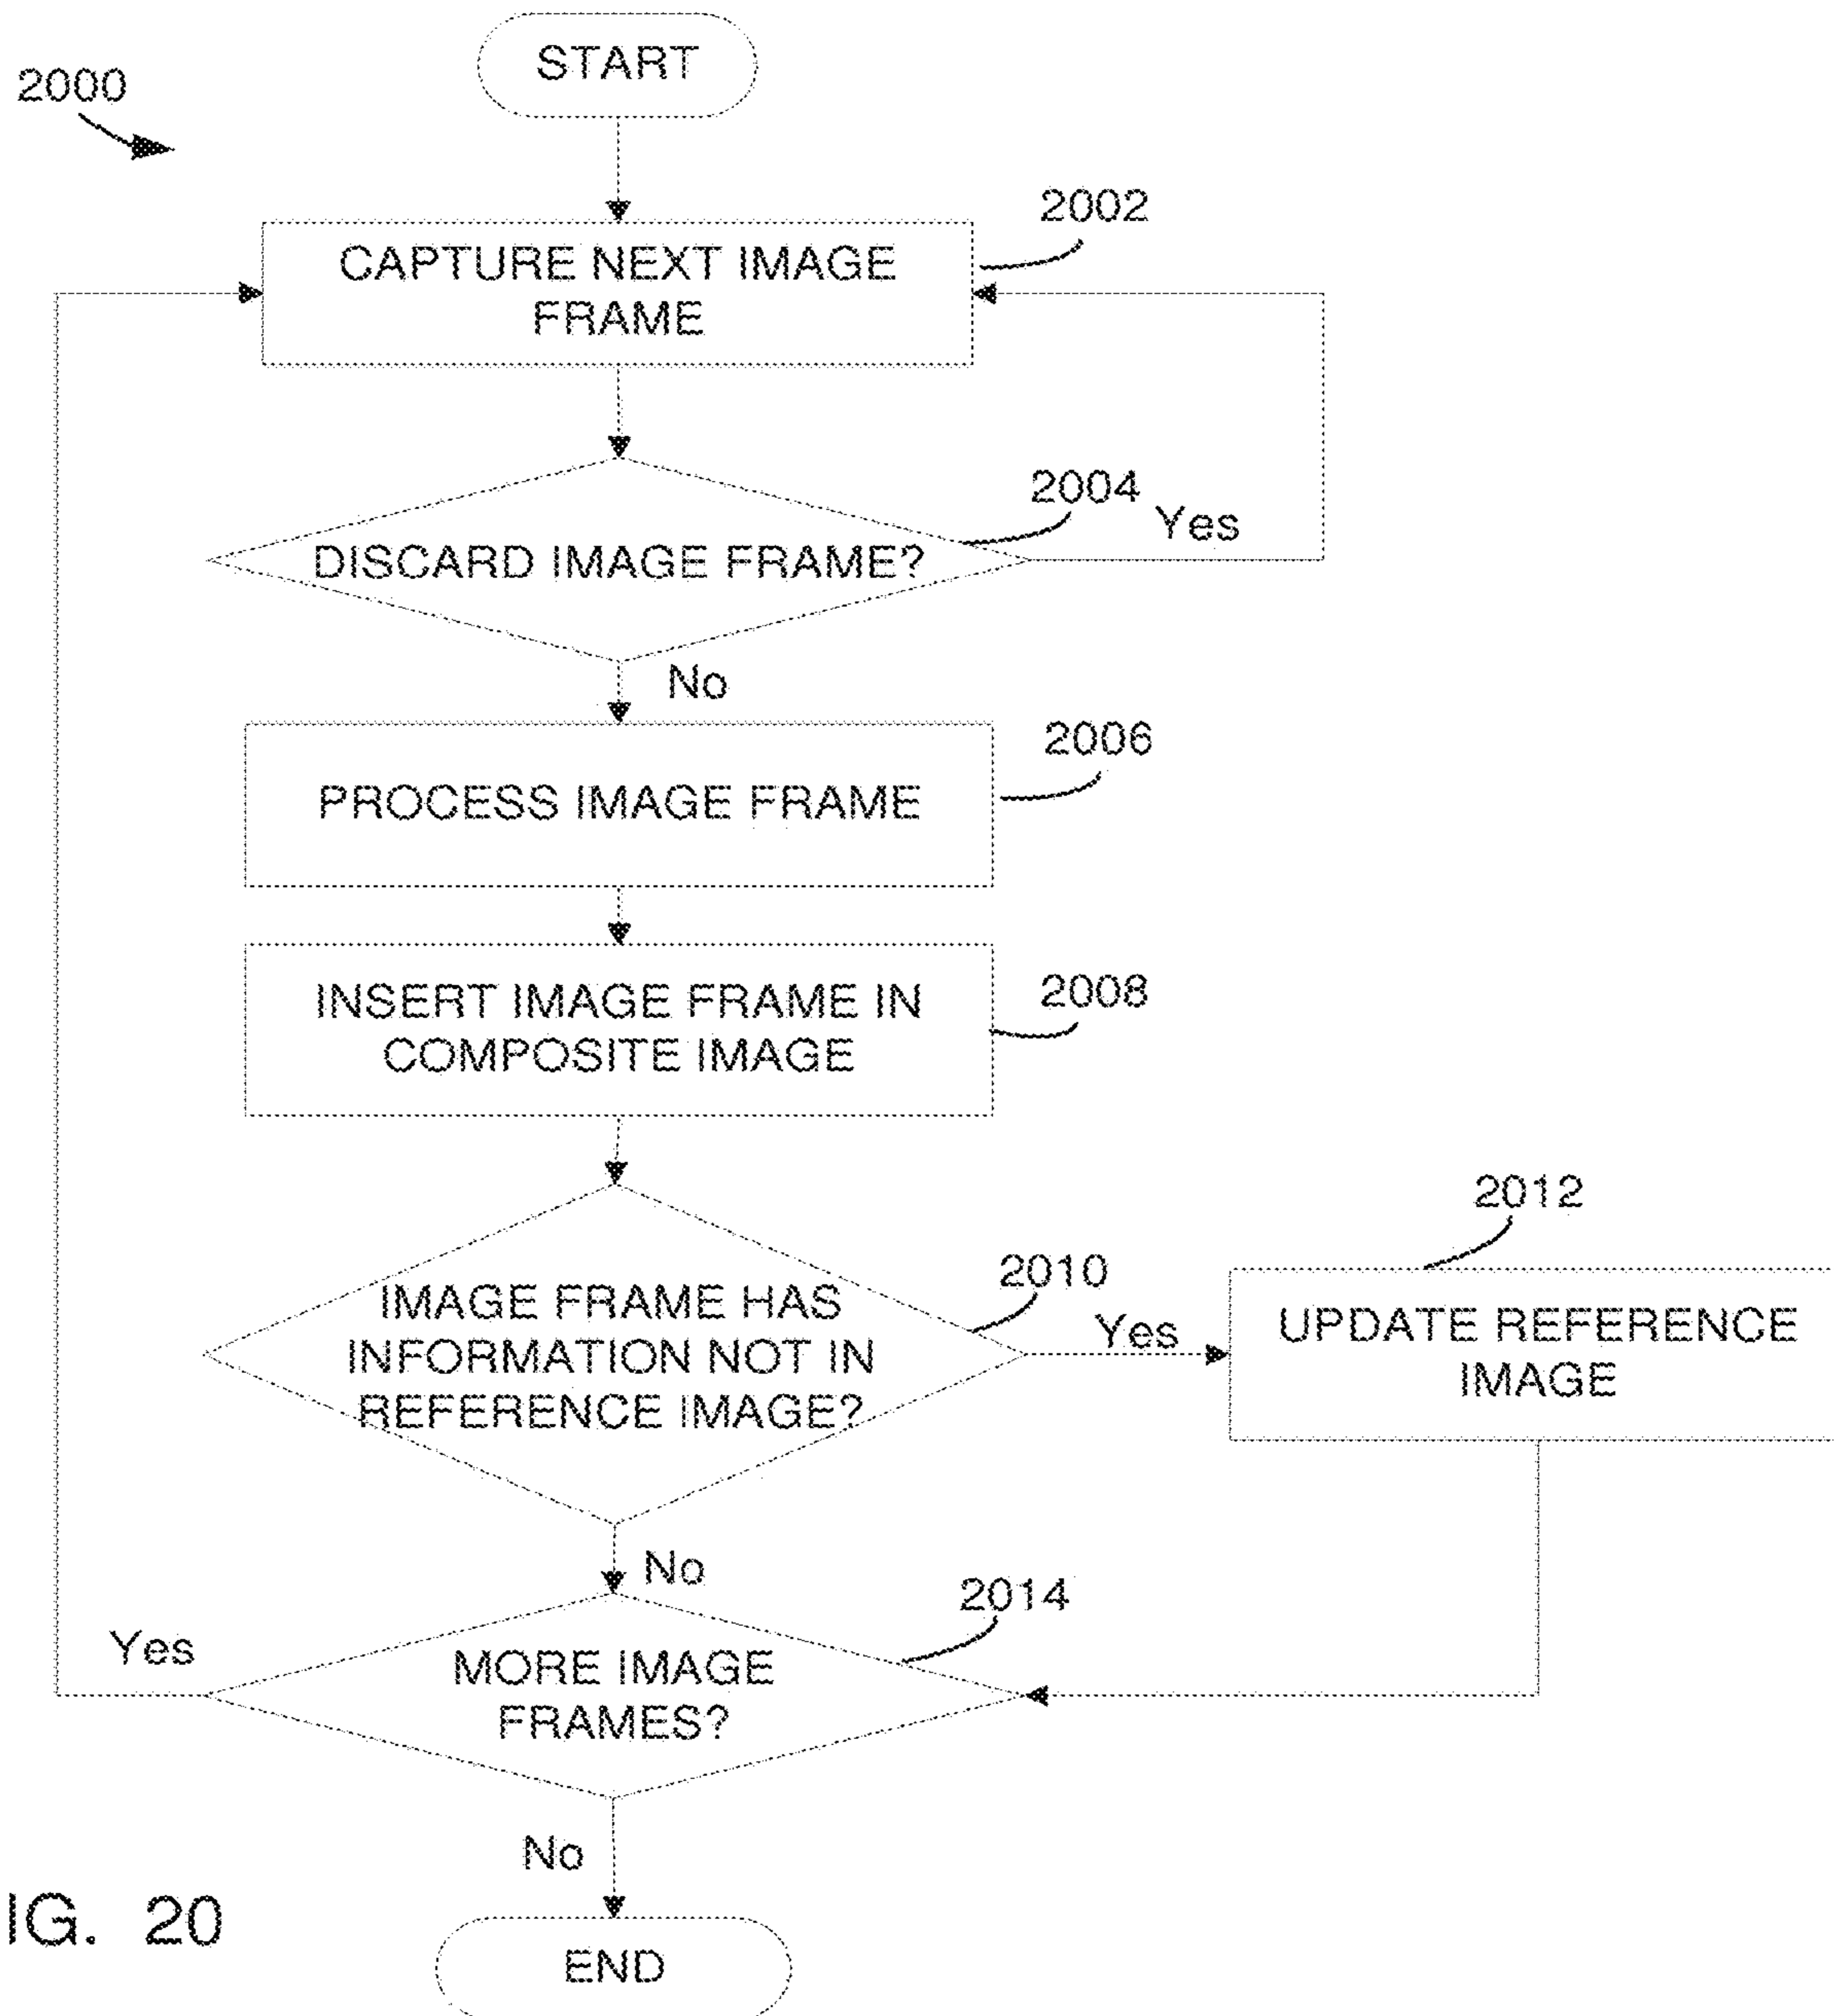 START
2000
2002
CAPTURE NEXT IMAGE
FRAME
2004
Yes
DISCARD IMAGE FRAME?
No
2006
PROCESS IMAGE FRAME
2008
INSERT IMAGE FRAME IN
COMPOSITE IMAGE
2010
IMAGE FRAME HAS
INFORMATION NOT IN
REFERENCE IMAGE?
Yes
2012
UPDATE REFERENCE
IMAGE
No
2014
Yes
MORE IMAGE
FRAMES?
No
IG. 20
END